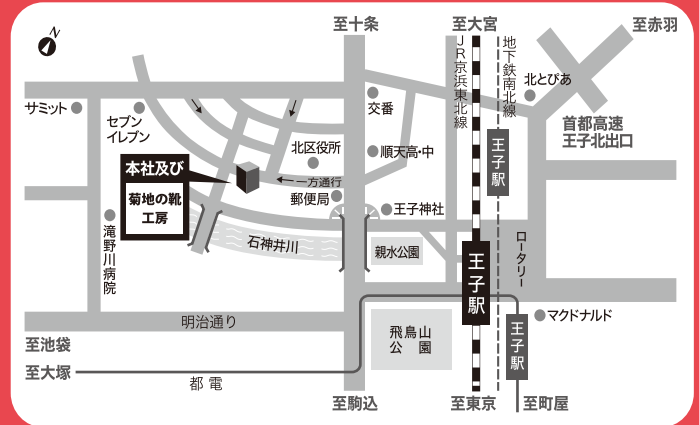 N
至十条
至大宮
至赤羽
JR京浜東北線
地下鉄南北線
北とぴあ
サミット
セブン
イレブン
交番
首都高速
王子北出口
北区役所
順天高・中
王子駅
本社及び
菊地の靴
工房
一方通行
郵便局
王子神社
滝野川病院
石神井川
親水公園
ロータリー
王子駅
明治通り
飛鳥山
公園
マクドナルド
王子駅
至池袋
至大塚
都電
至駒込
至東京
至町屋